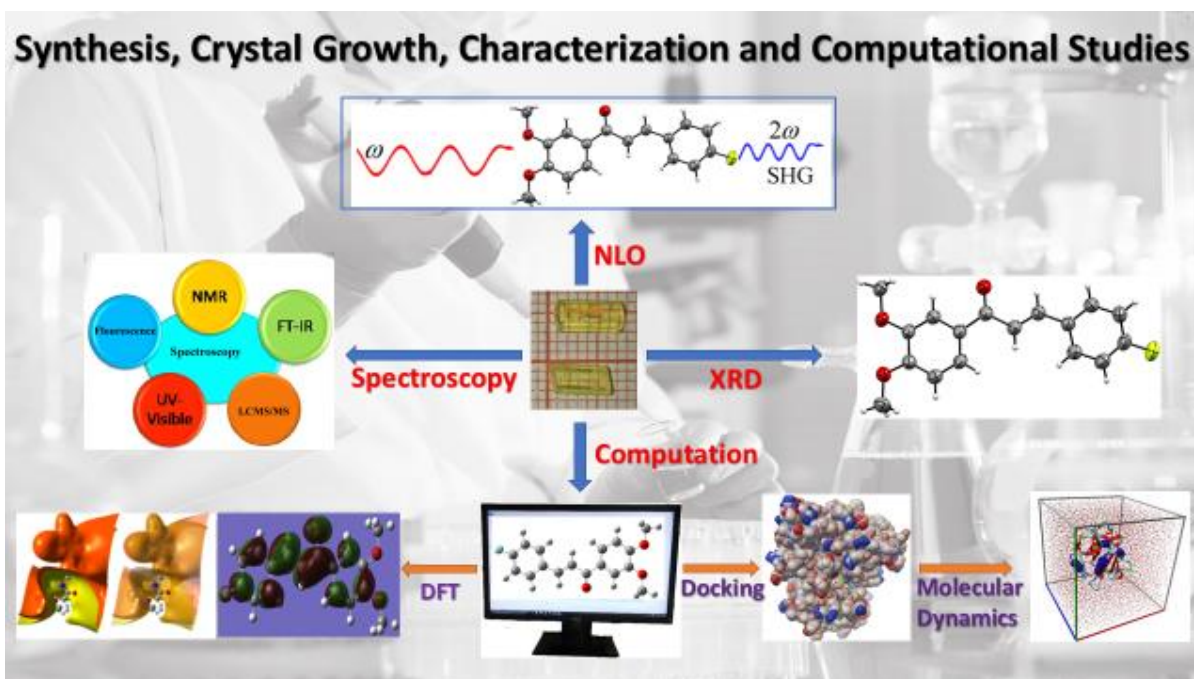 Synthesis, Crystal Growth, Characterization and Computational Studies
ω
2ω
SHG
NLO
NMR
Fluorescence
FT-IR
Spectroscopy
UV-
Visible
LCMS/MS
Spectroscopy
XRD
Computation
DFT
Docking
Molecular
Dynamics